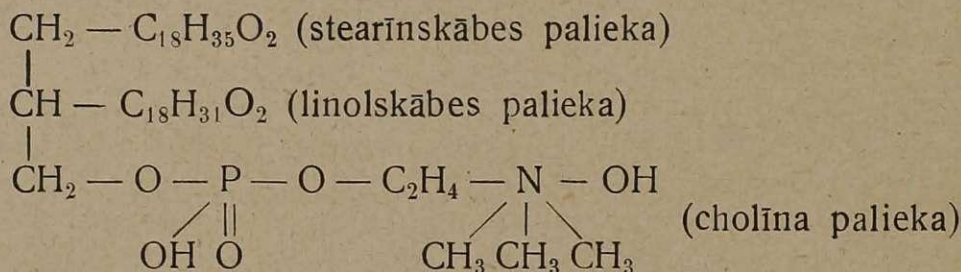 CH₂ — C₁₈H₃₅O₂ (stearīnskābes palieka)
CH — C₁₈H₃₁O₂ (linolskābes palieka)
CH₂ — O — P — O — C₂H₄ — N — OH
(cholīna palieka)
OH O CH₃ CH₃ CH₃